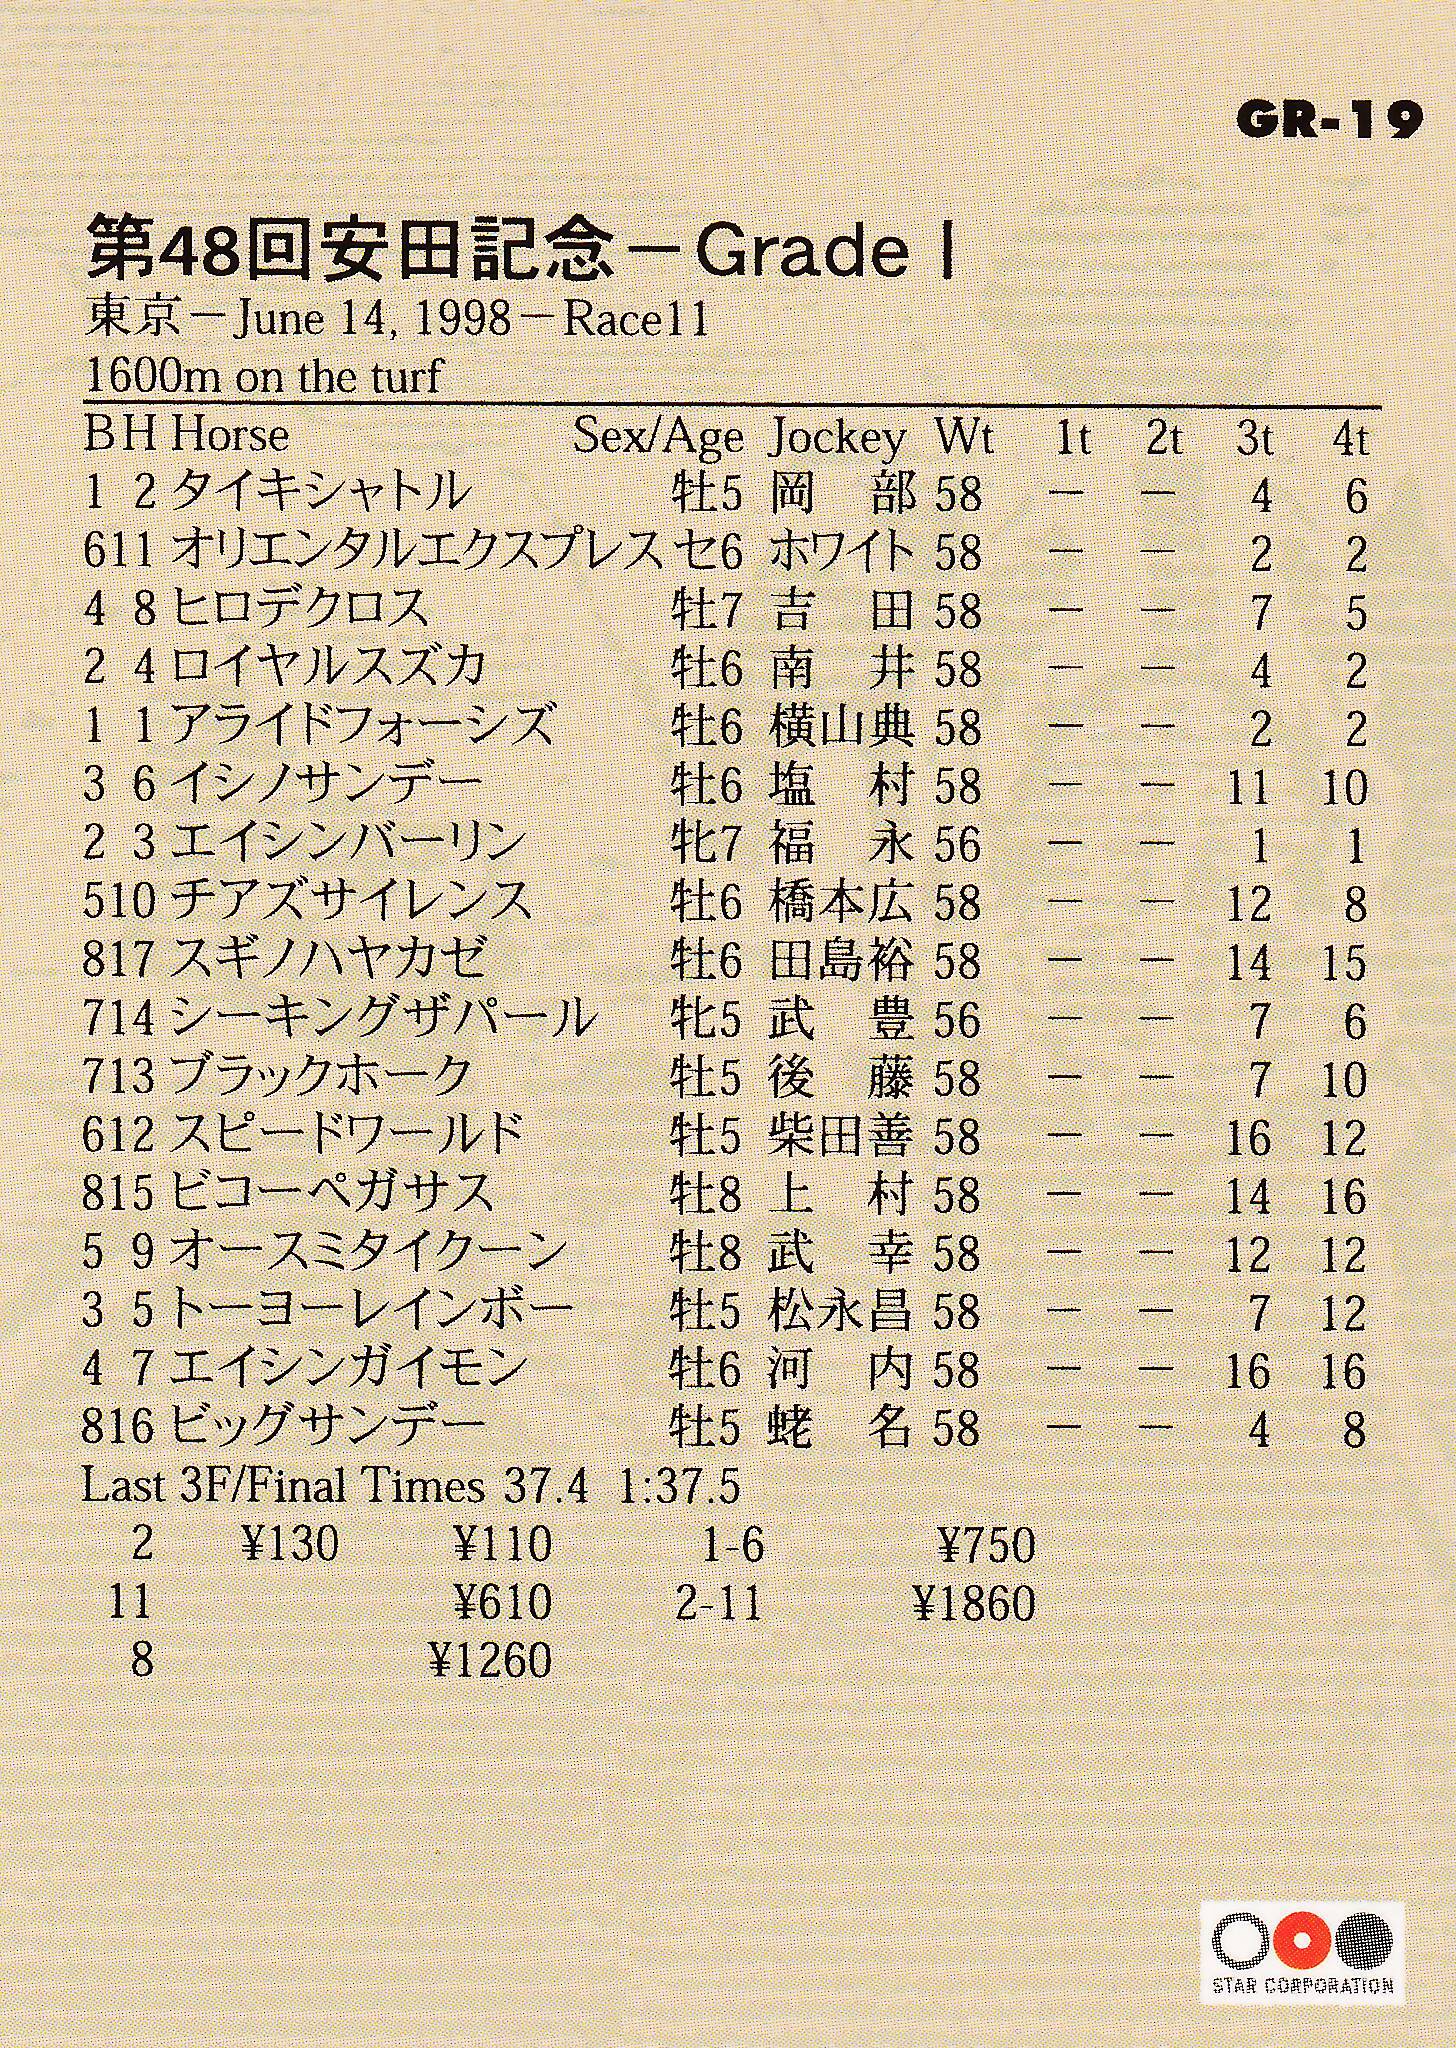 GR-19
第48回安田記念－Grade I
東京－June 14, 1998－Race11
1600m on the turf
B H Horse Sex/Age Jockey Wt 1t 2t 3t 4t
1 2 タイキシャトル 牡5 岡 部 58 － － 4 6
6 11 オリエンタルエクスプレス セ6 ホワイト 58 － － 2 2
4 8 ヒロデクロス 牡7 吉 田 58 － － 7 5
2 4 ロイヤルスズカ 牡6 南 井 58 － － 4 2
1 1 アライドフォーシズ 牡6 横山典 58 － － 2 2
3 6 イシノサンデー 牡6 塩 村 58 － － 11 10
2 3 エイシンバーリン 牝7 福 永 56 － － 1 1
5 10 チアズサイレンス 牡6 橋本広 58 － － 12 8
8 17 スギノハヤカゼ 牡6 田島裕 58 － － 14 15
7 14 シーキングザパール 牝5 武 豊 56 － － 7 6
7 13 ブラックホーク 牡5 後 藤 58 － － 7 10
6 12 スピードワールド 牡5 柴田善 58 － － 16 12
8 15 ビコーペガサス 牡8 上 村 58 － － 14 16
5 9 オースミタイクーン 牡8 武 幸 58 － － 12 12
3 5 トーヨーレインボー 牡5 松永昌 58 － － 7 12
4 7 エイシンガイモン 牡6 河 内 58 － － 16 16
8 16 ビッグサンデー 牡5 蛯 名 58 － － 4 8
Last 3F/Final Times 37.4 1:37.5
2 ¥130 ¥110 1-6 ¥750
11 ¥610 2-11 ¥1860
8 ¥1260
STAR CORPORATION